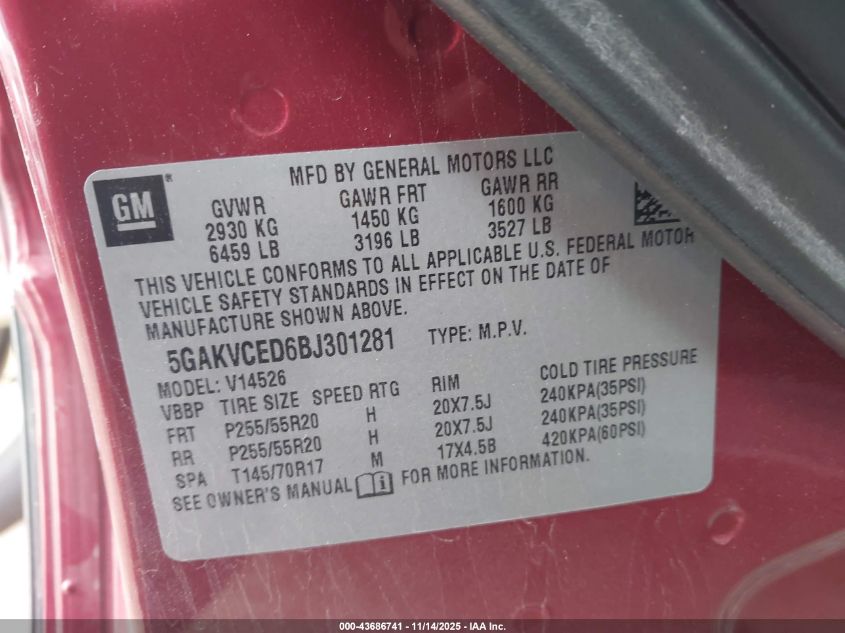 MFD BY GENERAL MOTORS LLC
GM
®
GVWR GAWR FRT GAWR RR
2930 KG 1450 KG 1600 KG
6459 LB 3196 LB 3527 LB
THIS VEHICLE CONFORMS TO ALL APPLICABLE U.S. FEDERAL MOTOR
VEHICLE SAFETY STANDARDS IN EFFECT ON THE DATE OF
MANUFACTURE SHOWN ABOVE.
5GAKVCED6BJ301281 TYPE: M.P.V.
MODEL: V14526
VBBP TIRE SIZE SPEED RTG RIM COLD TIRE PRESSURE
FRT P255/55R20 H 20X7.5J 240KPA(35PSI)
RR P255/55R20 H 20X7.5J 240KPA(35PSI)
SPA T145/70R17 M 17X4.5B 420KPA(60PSI)
SEE OWNER'S MANUAL i FOR MORE INFORMATION.
000-43686741 - 11/14/2025 - IAA Inc.